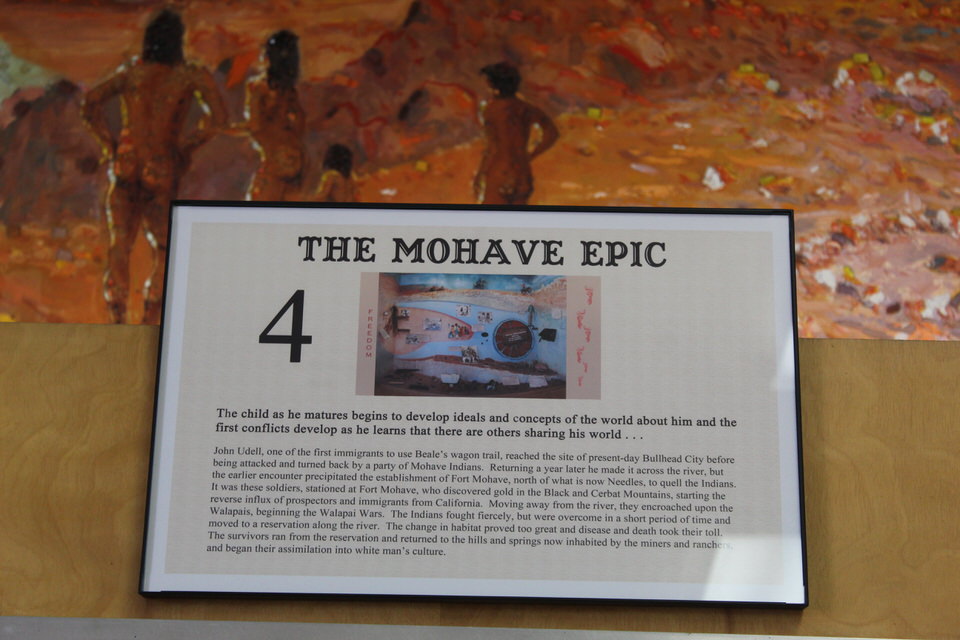 THE MOHAVE EPIC
4
FREEDOM
The child as he matures begins to develop ideals and concepts of the world about him and the
first conflicts develop as he learns that there are others sharing his world . . .
John Udell, one of the first immigrants to use Beale's wagon trail, reached the site of present-day Bullhead City before
being attacked and turned back by a party of Mohave Indians. Returning a year later he made it across the river, but
the earlier encounter precipitated the establishment of Fort Mohave, north of what is now Needles, to quell the Indians.
It was these soldiers, stationed at Fort Mohave, who discovered gold in the Black and Cerbat Mountains, starting the
reverse influx of prospectors and immigrants from California. Moving away from the river, they encroached upon the
Walapais, beginning the Walapai Wars. The Indians fought fiercely, but were overcome in a short period of time and
moved to a reservation along the river. The change in habitat proved too great and disease and death took their toll.
The survivors ran from the reservation and returned to the hills and springs now inhabited by the miners and ranchers,
and began their assimilation into white man's culture.